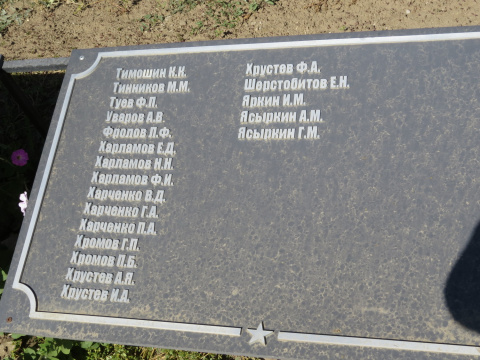 Тимошин К.К.
Тинников М.М.
Туев Ф.П.
Уваров А.В.
Фролов П.Ф.
Харламов Е.Д.
Харламов Н.Н.
Харламов Ф.И.
Харченко В.Д.
Харченко Г.А.
Харченко П.А.
Хромов Г.П.
Хромов П.Б.
Хрустев А.Я.
Хрустев И.А.
Хрустев Ф.А.
Шерстобитов Е.Н.
Яркин И.М.
Ясыркин А.М.
Ясыркин Г.М.